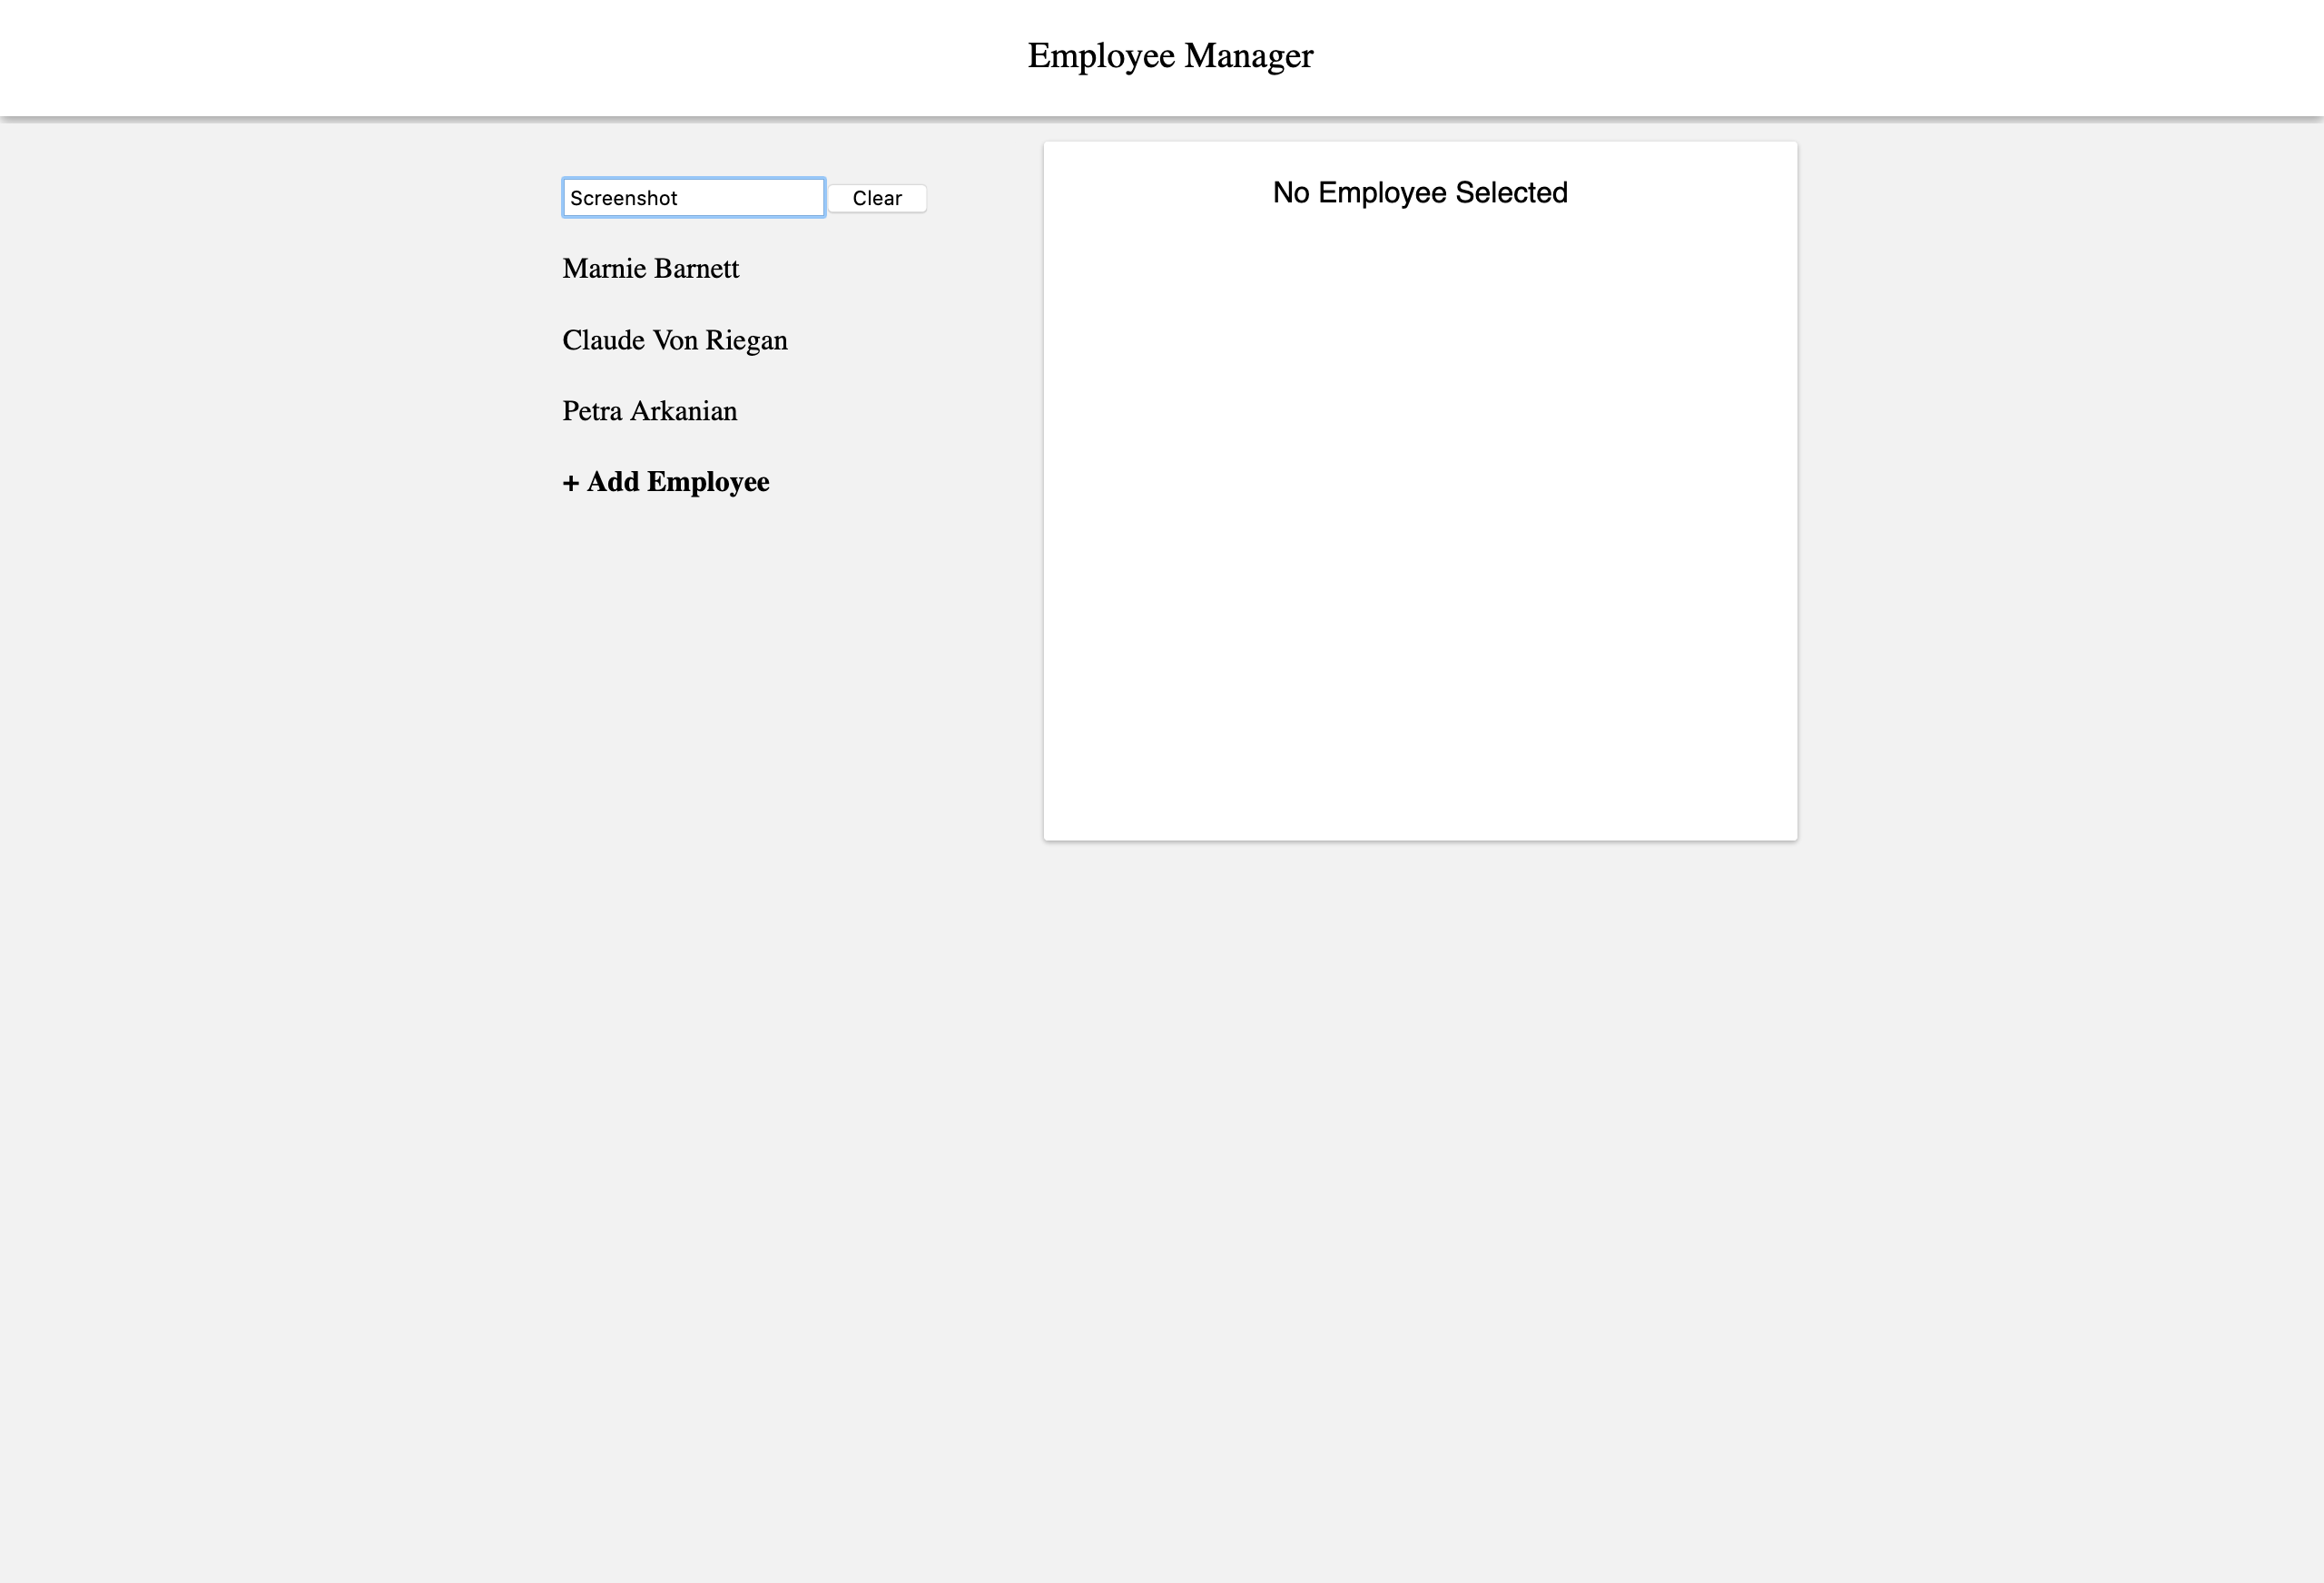 Employee Manager
Screenshot
Clear
Marnie Barnett
Claude Von Riegan
Petra Arkanian
+ Add Employee
No Employee Selected